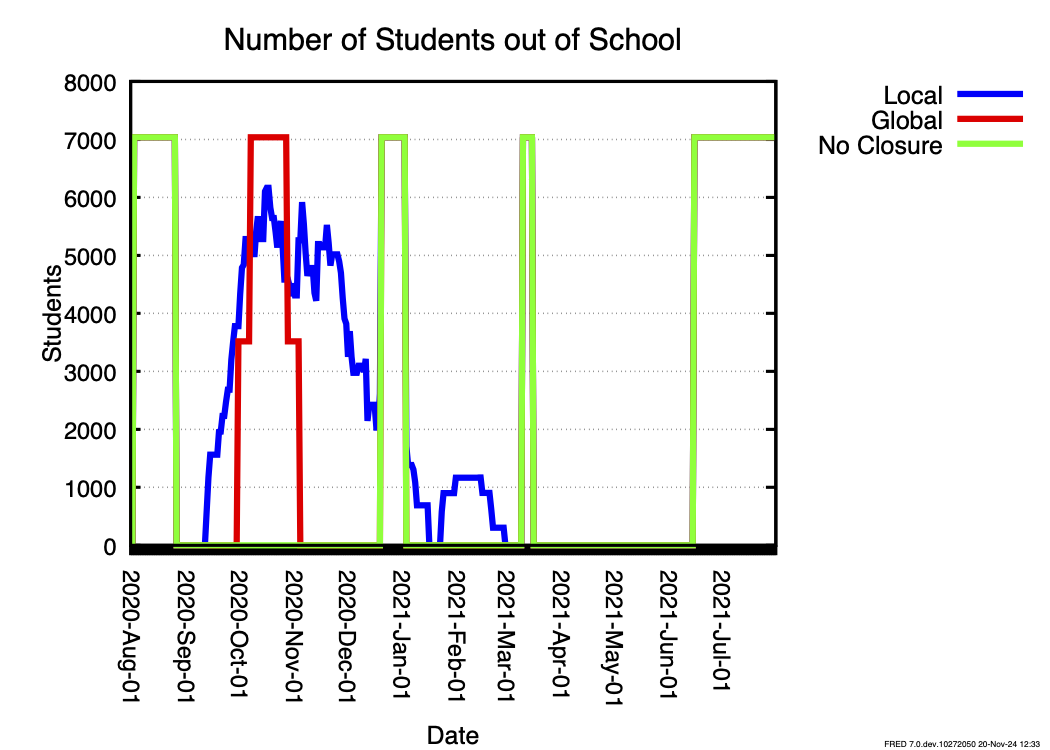 Number of Students out of School
Local
Global
No Closure
8000
7000
6000
5000
4000
3000
2000
1000
0
Students
2020-Aug-01
2020-Sep-01
2020-Oct-01
2020-Nov-01
2020-Dec-01
2021-Jan-01
2021-Feb-01
2021-Mar-01
2021-Apr-01
2021-May-01
2021-Jun-01
2021-Jul-01
Date
FRED 7.0.dev.10272050 20-Nov-24 12:33